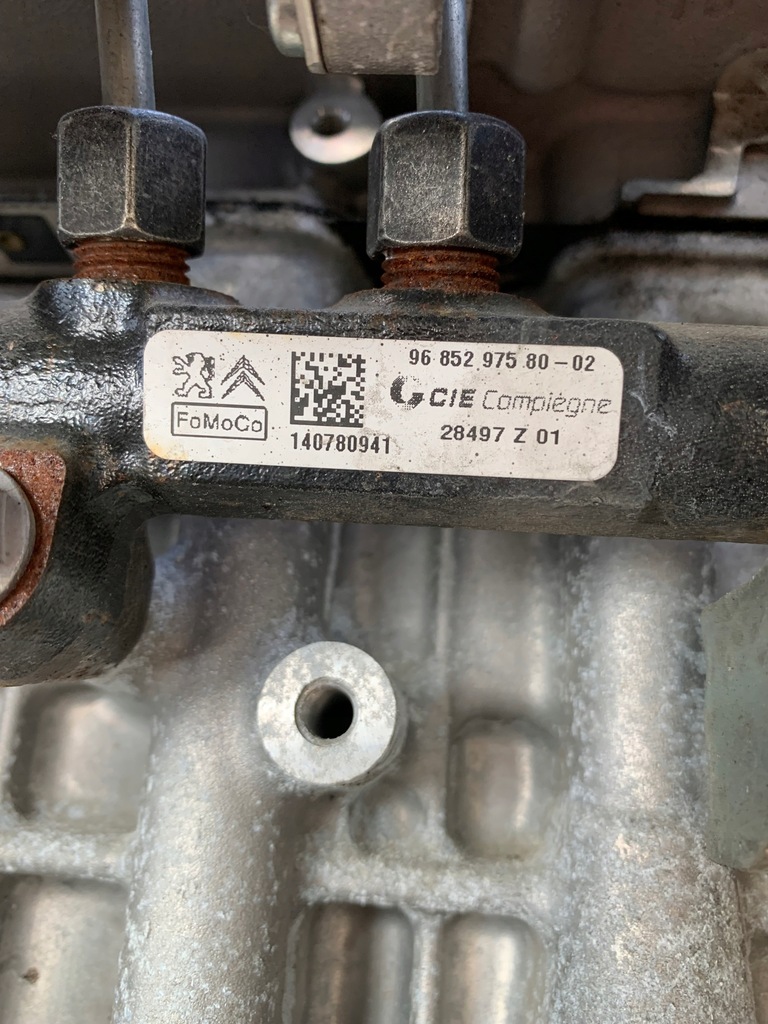 96 852 975 80-02
CIE Compiègne
FoMoCo
140780941
28497 Z 01